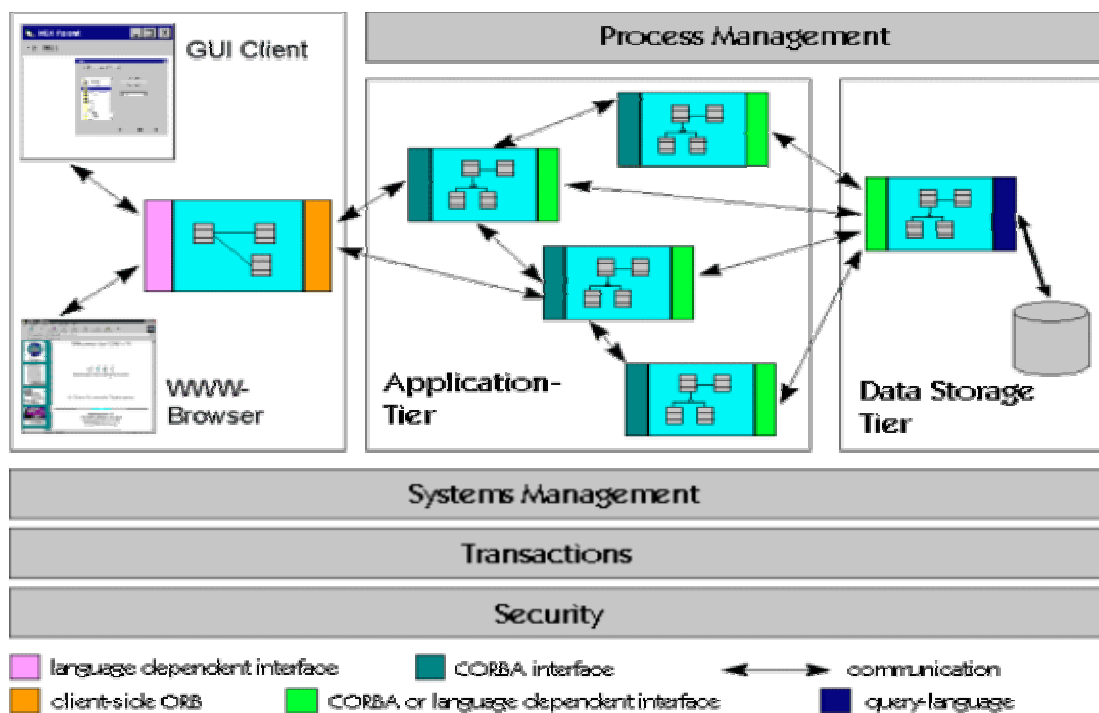 GUI Client
Process Management
WWW-
Browser
Application-
Tier
Data Storage
Tier
Systems Management
Transactions
Security
language dependent interface
CORBA interface
communication
client-side ORB
CORBA or language dependent interface
query-language